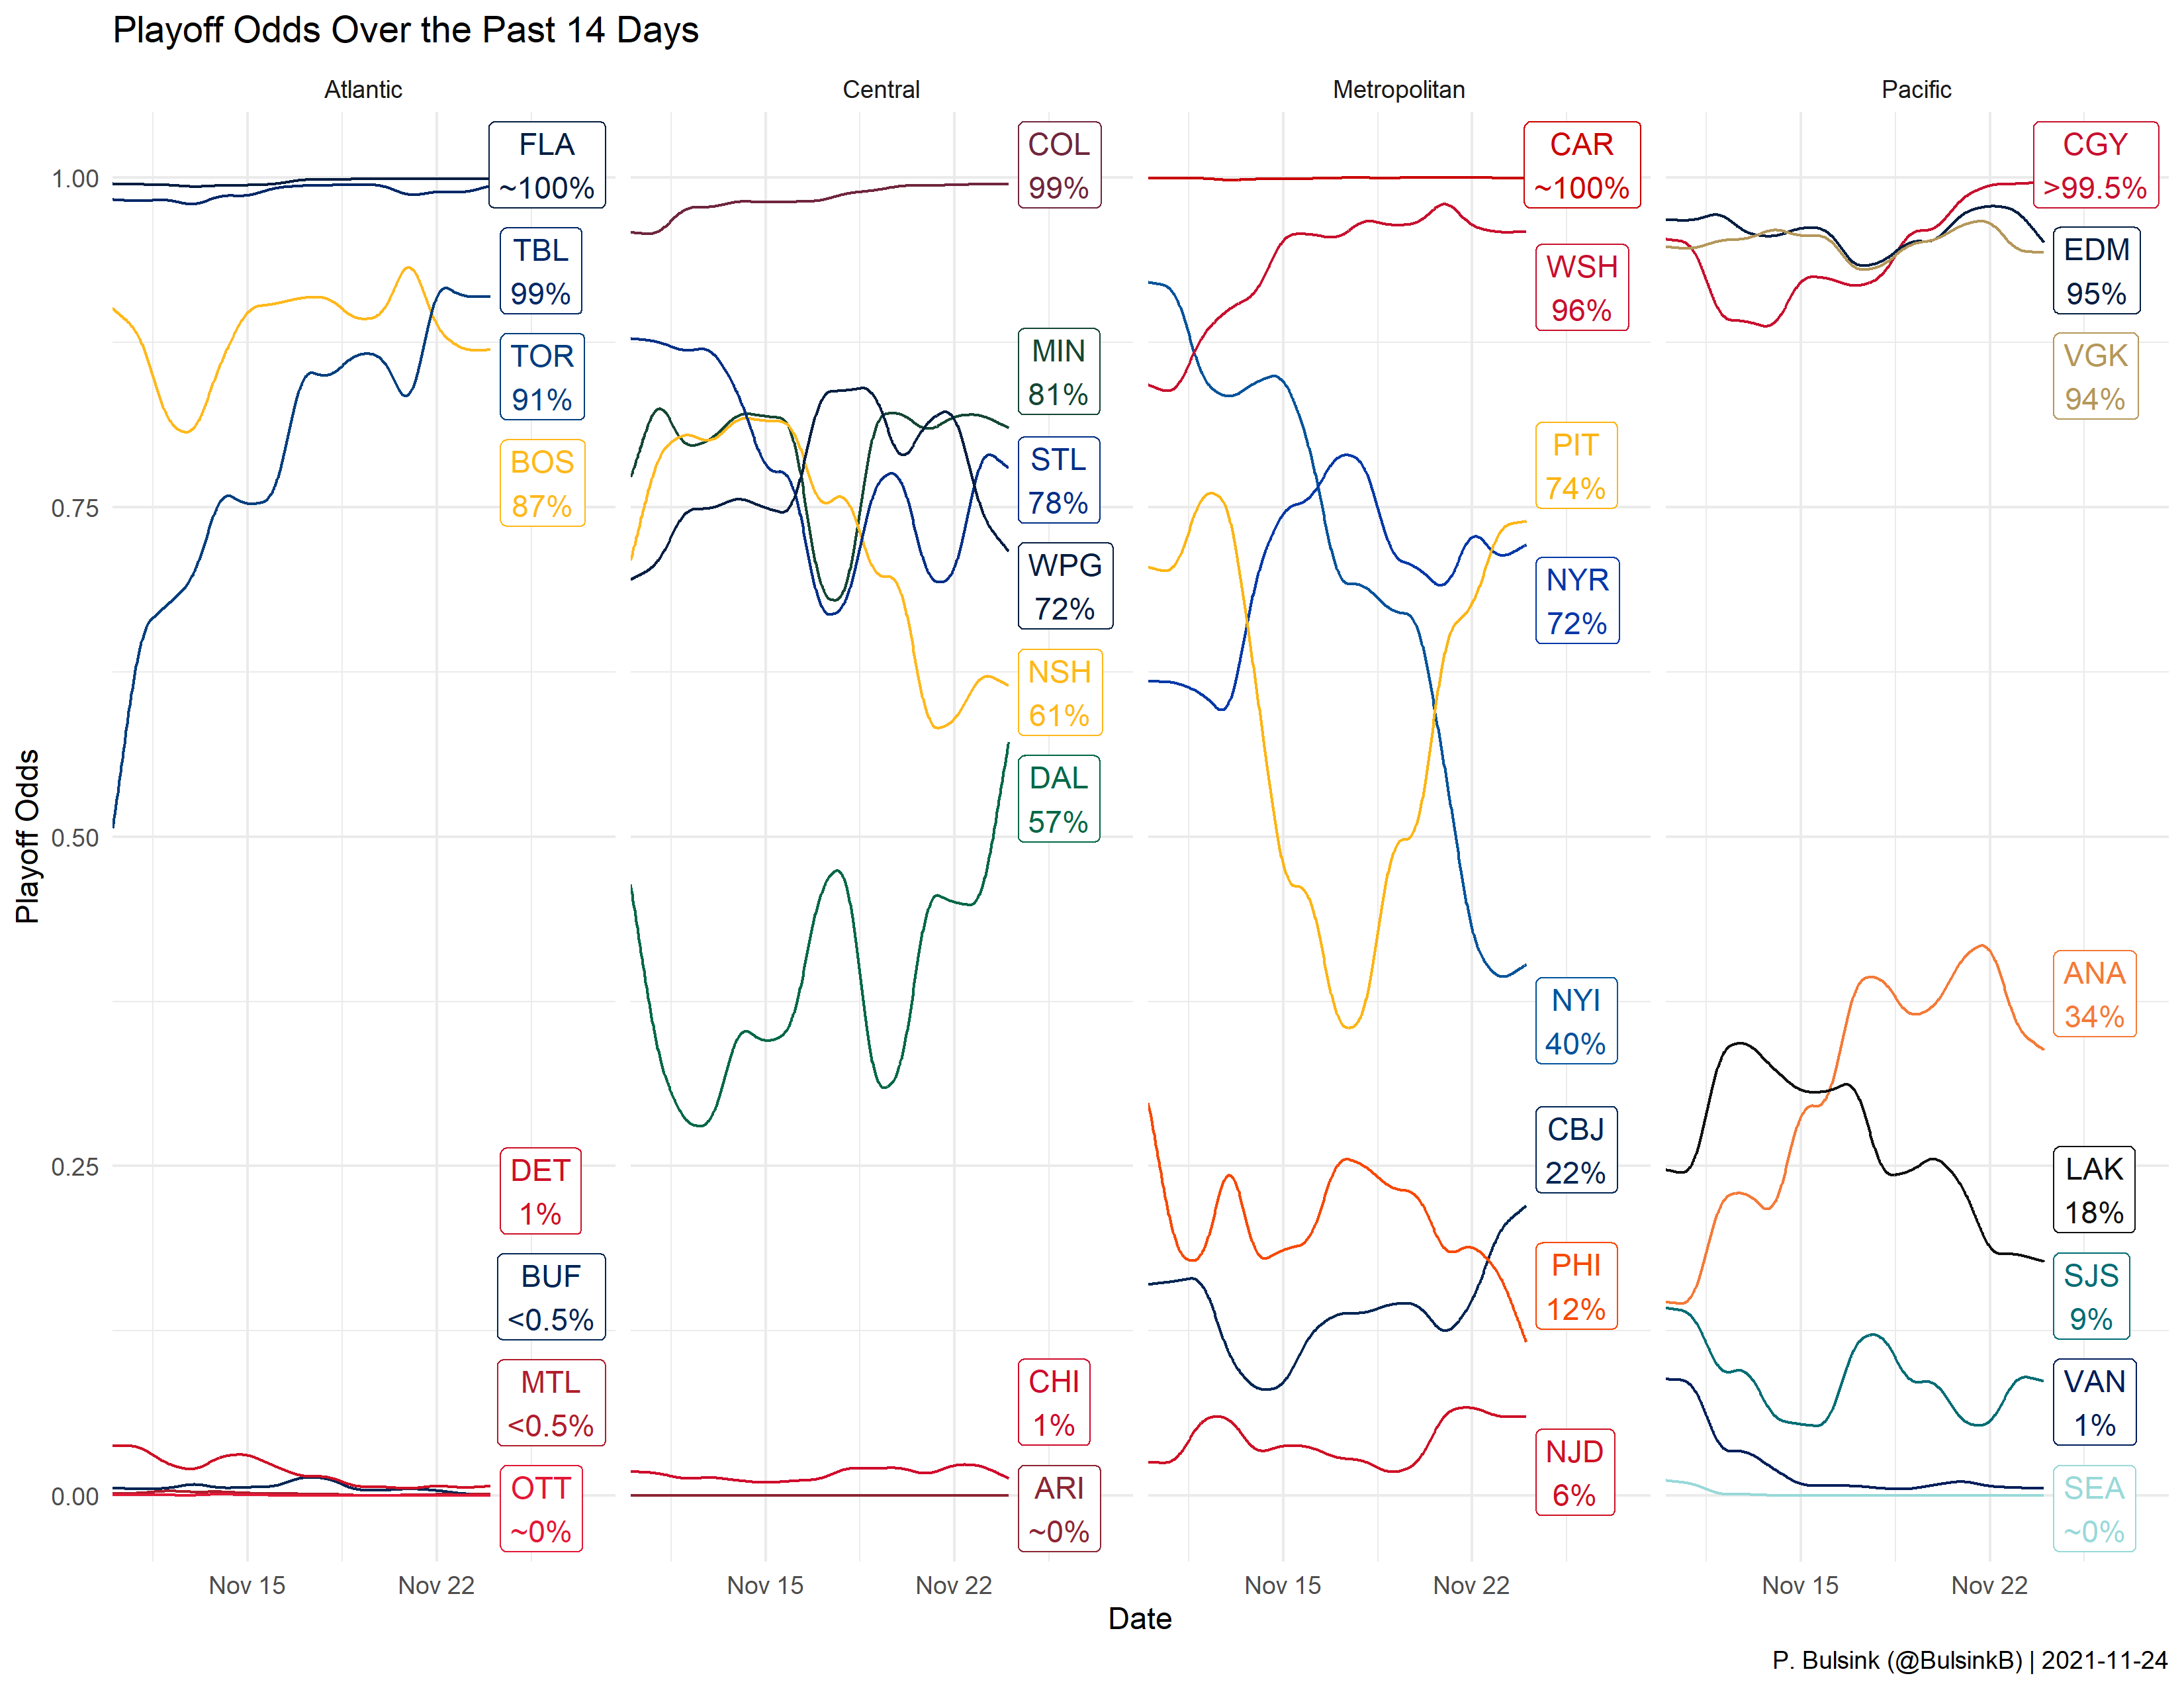 Playoff Odds Over the Past 14 Days
Atlantic
Central
Metropolitan
Pacific
Playoff Odds
1.00
0.75
0.50
0.25
0.00
FLA
~100%
TBL
99%
TOR
91%
BOS
87%
DET
1%
BUF
<0.5%
MTL
<0.5%
OTT
~0%
COL
99%
MIN
81%
STL
78%
WPG
72%
NSH
61%
DAL
57%
CHI
1%
ARI
~0%
CAR
~100%
WSH
96%
PIT
74%
NYR
72%
NYI
40%
CBJ
22%
PHI
12%
NJD
6%
CGY
>99.5%
EDM
95%
VGK
94%
ANA
34%
LAK
18%
SJS
9%
VAN
1%
SEA
~0%
Nov 15
Nov 22
Nov 15
Nov 22
Nov 15
Nov 22
Nov 15
Nov 22
Date
P. Bulsink (@BulsinkB) | 2021-11-24